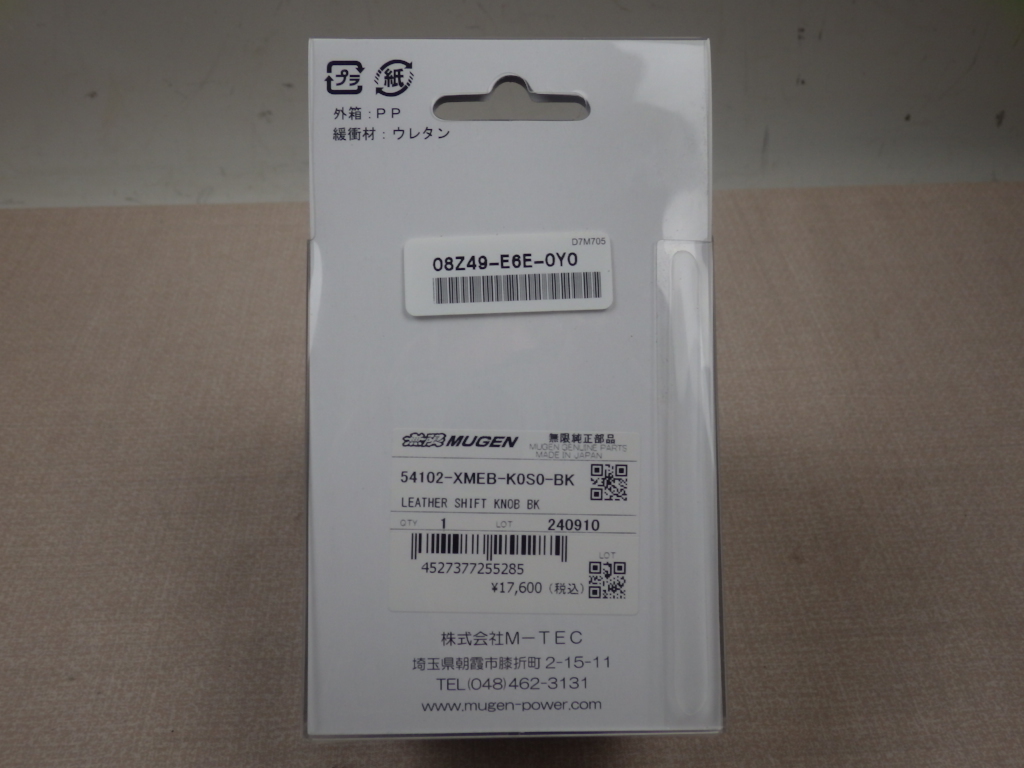 プラ 紙
外箱：PP
緩衝材：ウレタン
D7M705
08Z49-E6E-0Y0
無限 MUGEN 無限純正部品
MUGEN GENUINE PARTS
MADE IN JAPAN
54102-XMEB-K0S0-BK
LEATHER SHIFT KNOB BK
QTY 1 LOT 240910
4527377255285
LOT
¥17,600 (税込)
株式会社M-TEC
埼玉県朝霞市膝折町2-15-11
TEL(048)462-3131
www.mugen-power.com